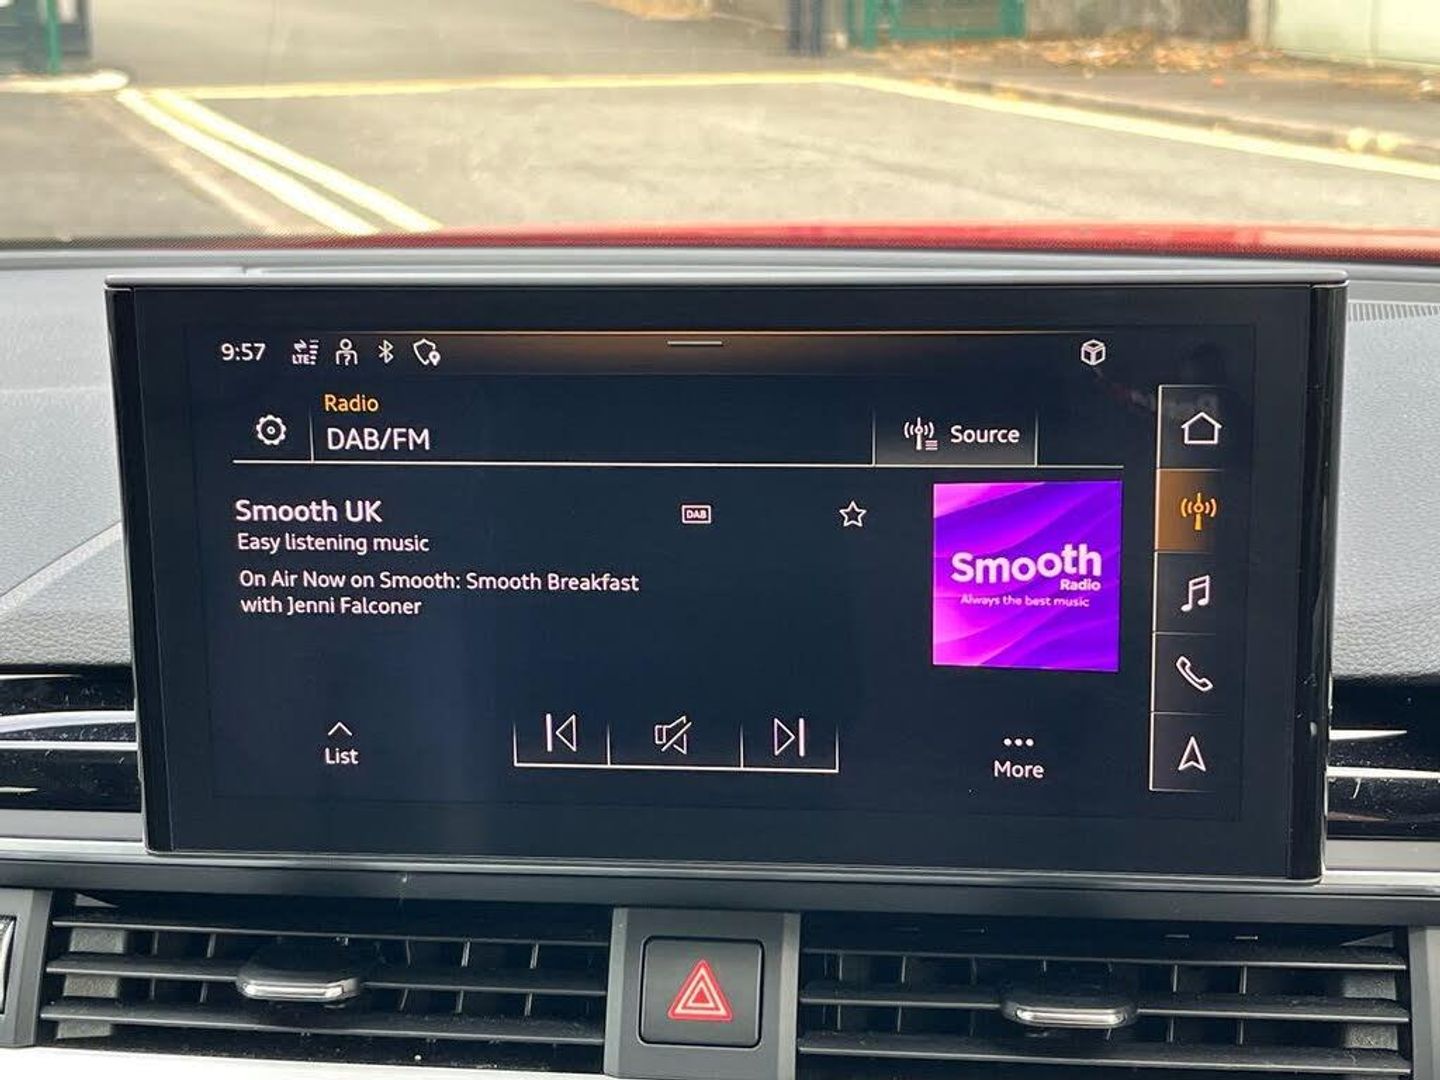 9:57
LTE
Radio
DAB/FM
Source
Smooth UK
DAB
Easy listening music
On Air Now on Smooth: Smooth Breakfast
with Jenni Falconer
Smooth
Radio
Always the best music
List
More